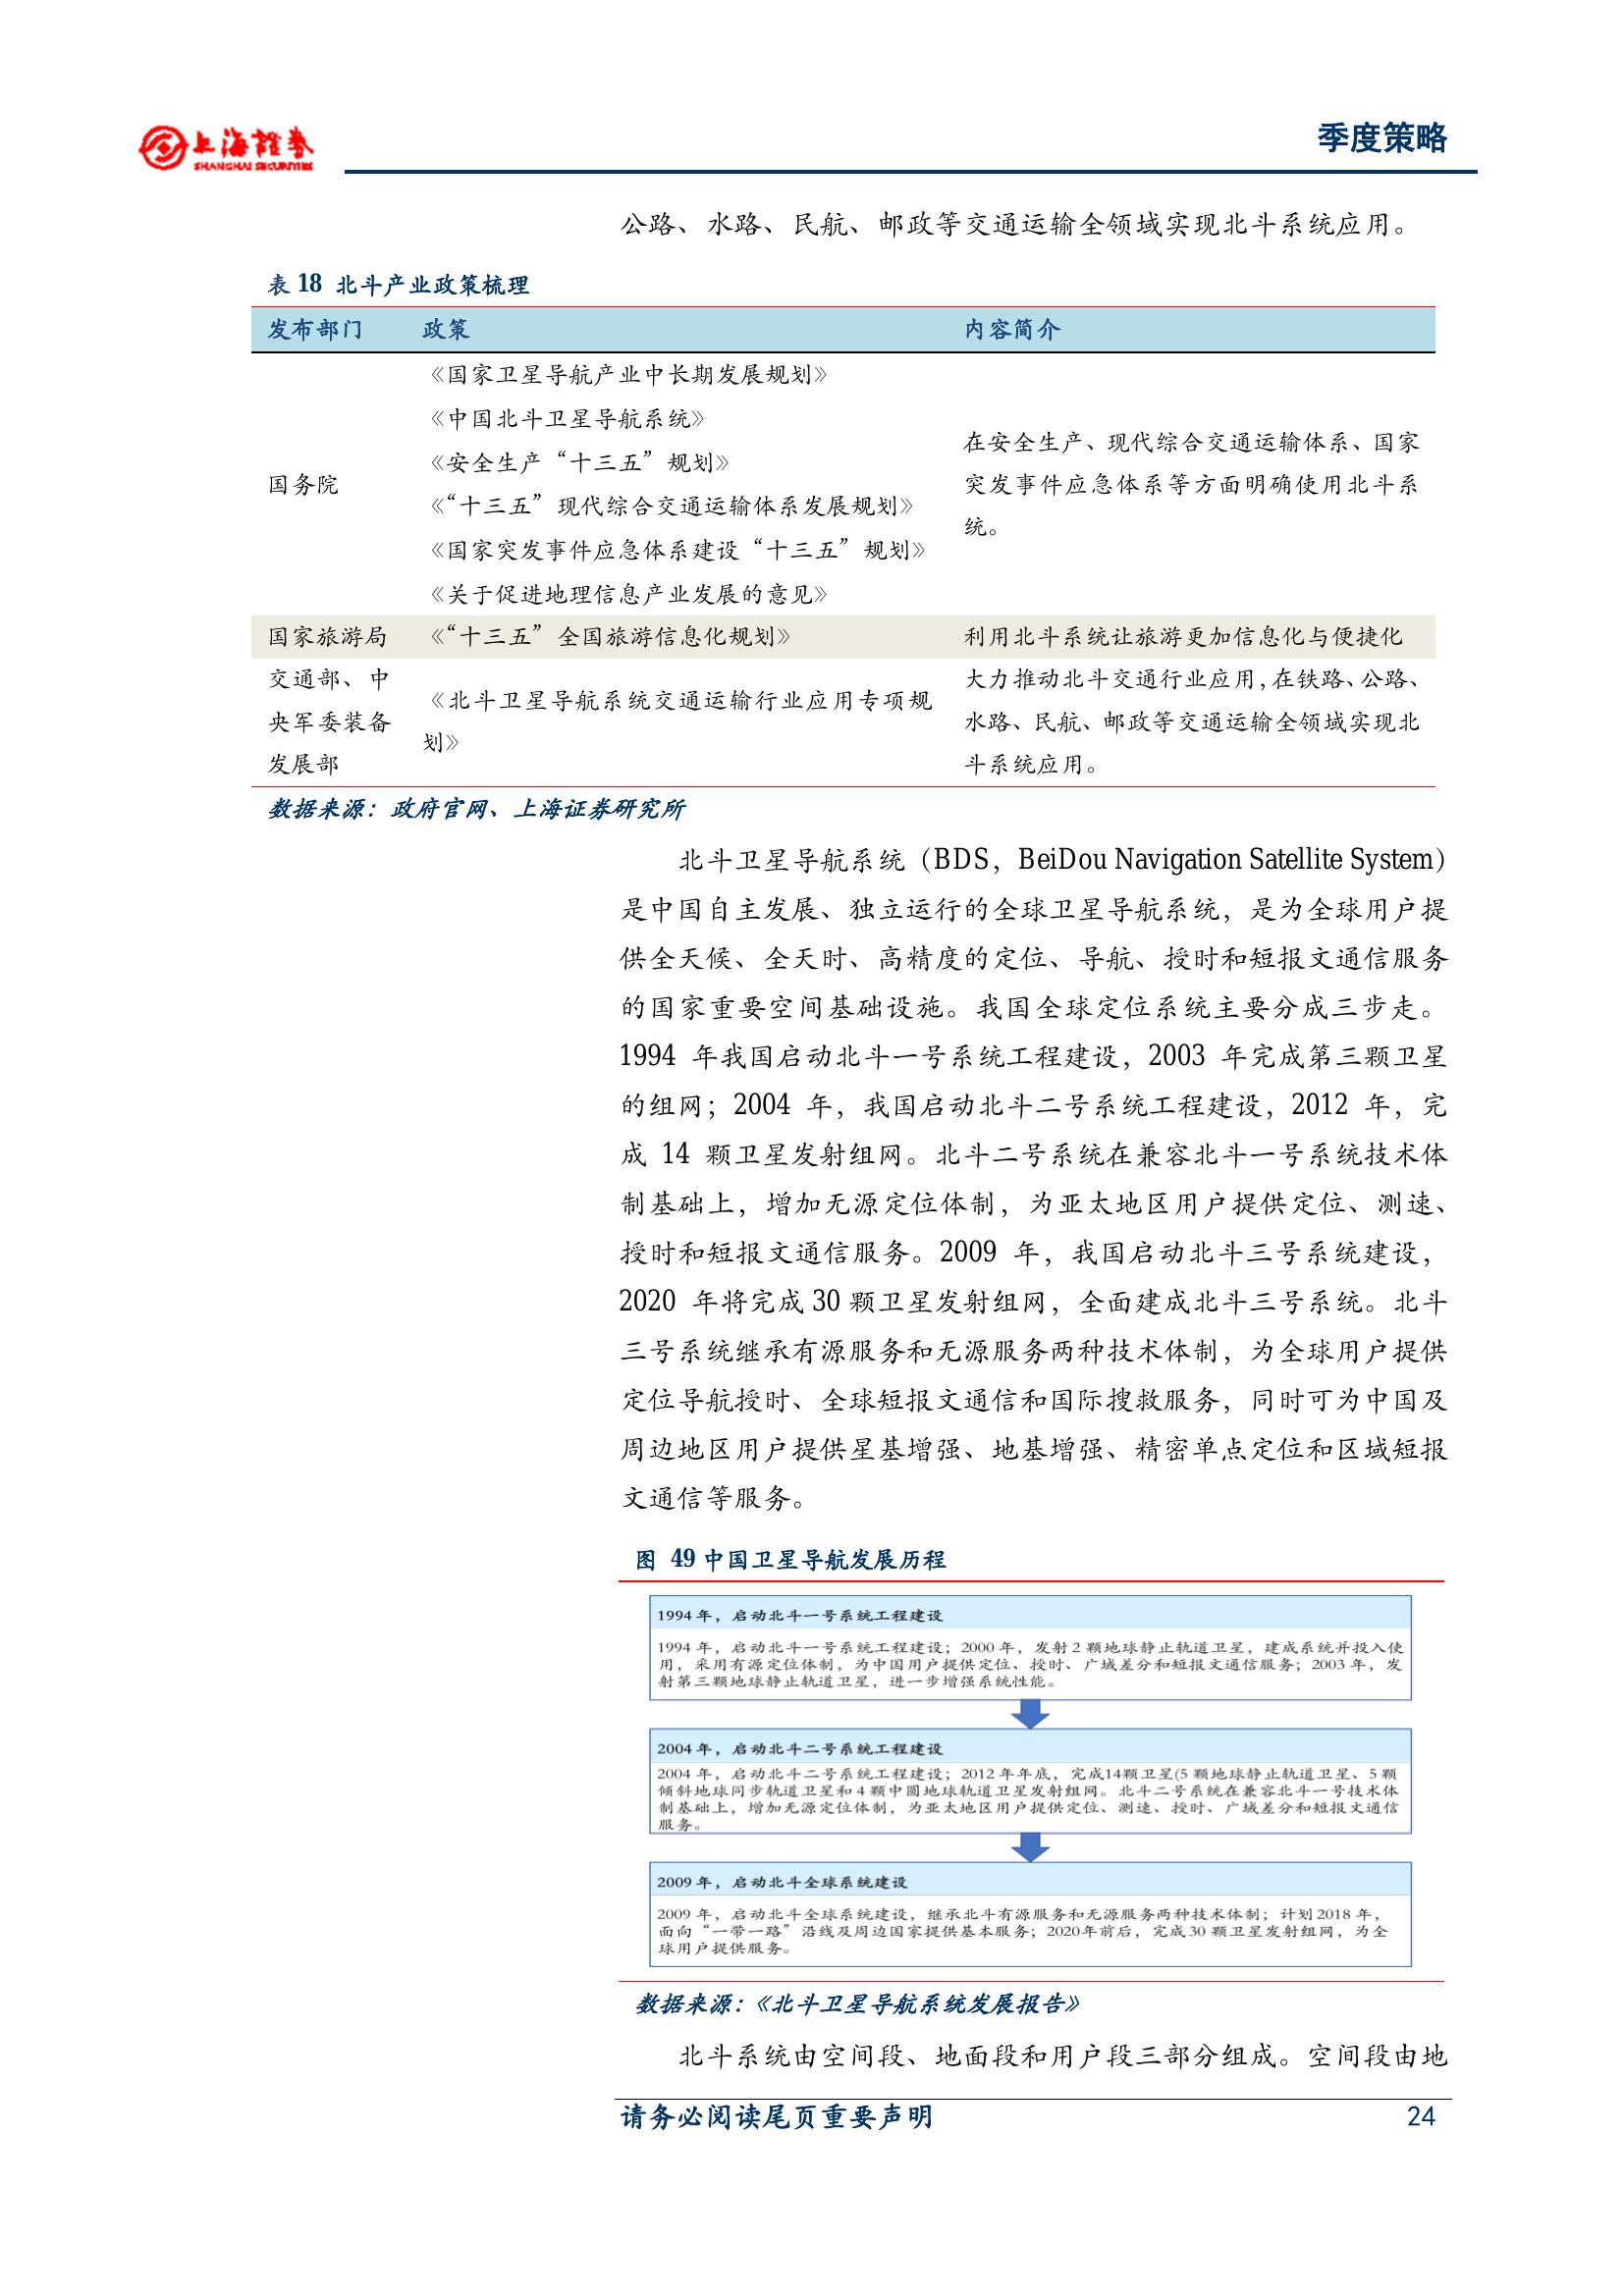 上海證券
SHANGHAI SECURITIES
季度策略
公路、水路、民航、邮政等交通运输全领域实现北斗系统应用。
表 18 北斗产业政策梳理
发布部门 政策 内容简介
国务院
《国家卫星导航产业中长期发展规划》
《中国北斗卫星导航系统》
《安全生产“十三五”规划》
《“十三五”现代综合交通运输体系发展规划》
《国家突发事件应急体系建设“十三五”规划》
《关于促进地理信息产业发展的意见》
在安全生产、现代综合交通运输体系、国家
突发事件应急体系等方面明确使用北斗系
统。
国家旅游局 《“十三五”全国旅游信息化规划》 利用北斗系统让旅游更加信息化与便捷化
交通部、中
央军委装备
发展部
《北斗卫星导航系统交通运输行业应用专项规
划》
大力推动北斗交通行业应用,在铁路、公路、
水路、民航、邮政等交通运输全领域实现北
斗系统应用。
数据来源：政府官网、上海证券研究所
北斗卫星导航系统（BDS，BeiDou Navigation Satellite System）
是中国自主发展、独立运行的全球卫星导航系统，是为全球用户提
供全天候、全天时、高精度的定位、导航、授时和短报文通信服务
的国家重要空间基础设施。我国全球定位系统主要分成三步走。
1994 年我国启动北斗一号系统工程建设，2003 年完成第三颗卫星
的组网；2004 年，我国启动北斗二号系统工程建设，2012 年，完
成 14 颗卫星发射组网。北斗二号系统在兼容北斗一号系统技术体
制基础上，增加无源定位体制，为亚太地区用户提供定位、测速、
授时和短报文通信服务。2009 年，我国启动北斗三号系统建设，
2020 年将完成 30 颗卫星发射组网，全面建成北斗三号系统。北斗
三号系统继承有源服务和无源服务两种技术体制，为全球用户提供
定位导航授时、全球短报文通信和国际搜救服务，同时可为中国及
周边地区用户提供星基增强、地基增强、精密单点定位和区域短报
文通信等服务。
图 49 中国卫星导航发展历程
1994 年，启动北斗一号系统工程建设
1994 年，启动北斗一号系统工程建设；2000 年，发射 2 颗地球静止轨道卫星，建成系统并投入使
用，采用有源定位体制，为中国用户提供定位、授时、广域差分和短报文通信服务；2003 年，发
射第三颗地球静止轨道卫星，进一步增强系统性能。
2004 年，启动北斗二号系统工程建设
2004 年，启动北斗二号系统工程建设；2012 年年底，完成14颗卫星(5 颗地球静止轨道卫星、5 颗
倾斜地球同步轨道卫星和 4 颗中圆地球轨道卫星发射组网。北斗二号系统在兼容北斗一号技术体
制基础上，增加无源定位体制，为亚太地区用户提供定位、测速、授时、广域差分和短报文通信
服务。
2009 年，启动北斗全球系统建设
2009 年，启动北斗全球系统建设，继承北斗有源服务和无源服务两种技术体制；计划 2018 年，
面向“一带一路”沿线及周边国家提供基本服务；2020年前后，完成 30 颗卫星发射组网，为全
球用户提供服务。
数据来源：《北斗卫星导航系统发展报告》
北斗系统由空间段、地面段和用户段三部分组成。空间段由地
请务必阅读尾页重要声明 24